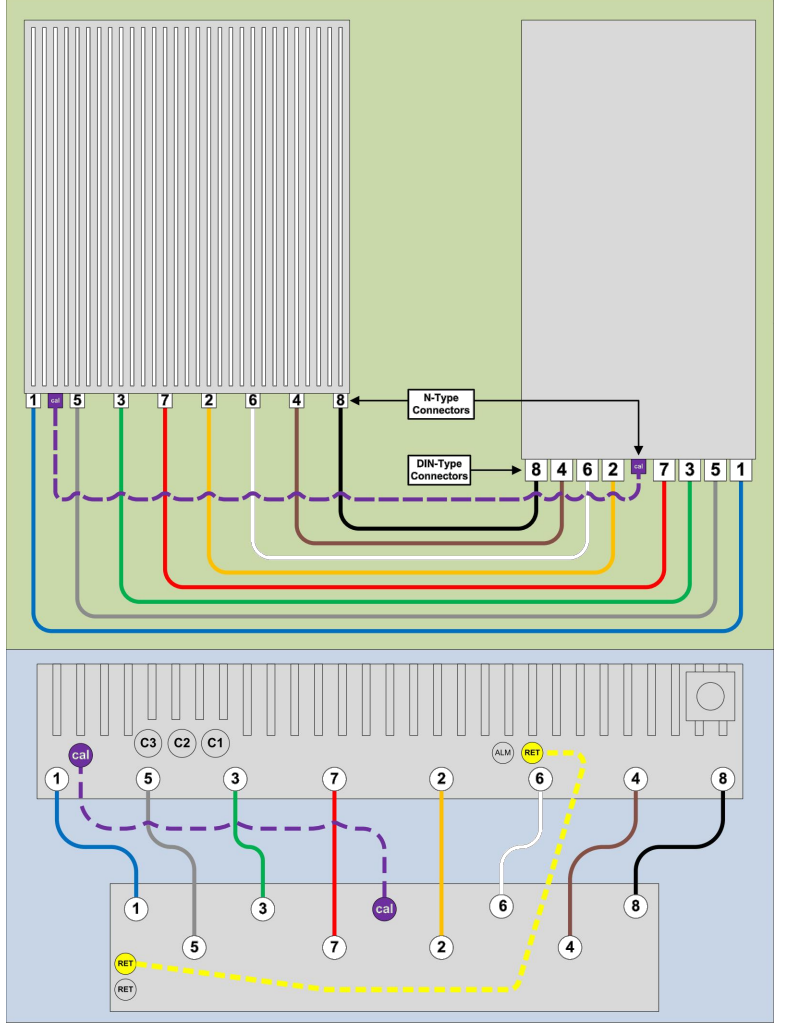 1 cal 5 3 7 2 6 4 8
N-Type
Connectors
DIN-Type
Connectors
8 4 6 2 cal 7 3 5 1
C3 C2 C1
cal
ALM RET
1 5 3 7 2 6 4 8
1 3 cal 6 8
5 7 2 4
RET
RET